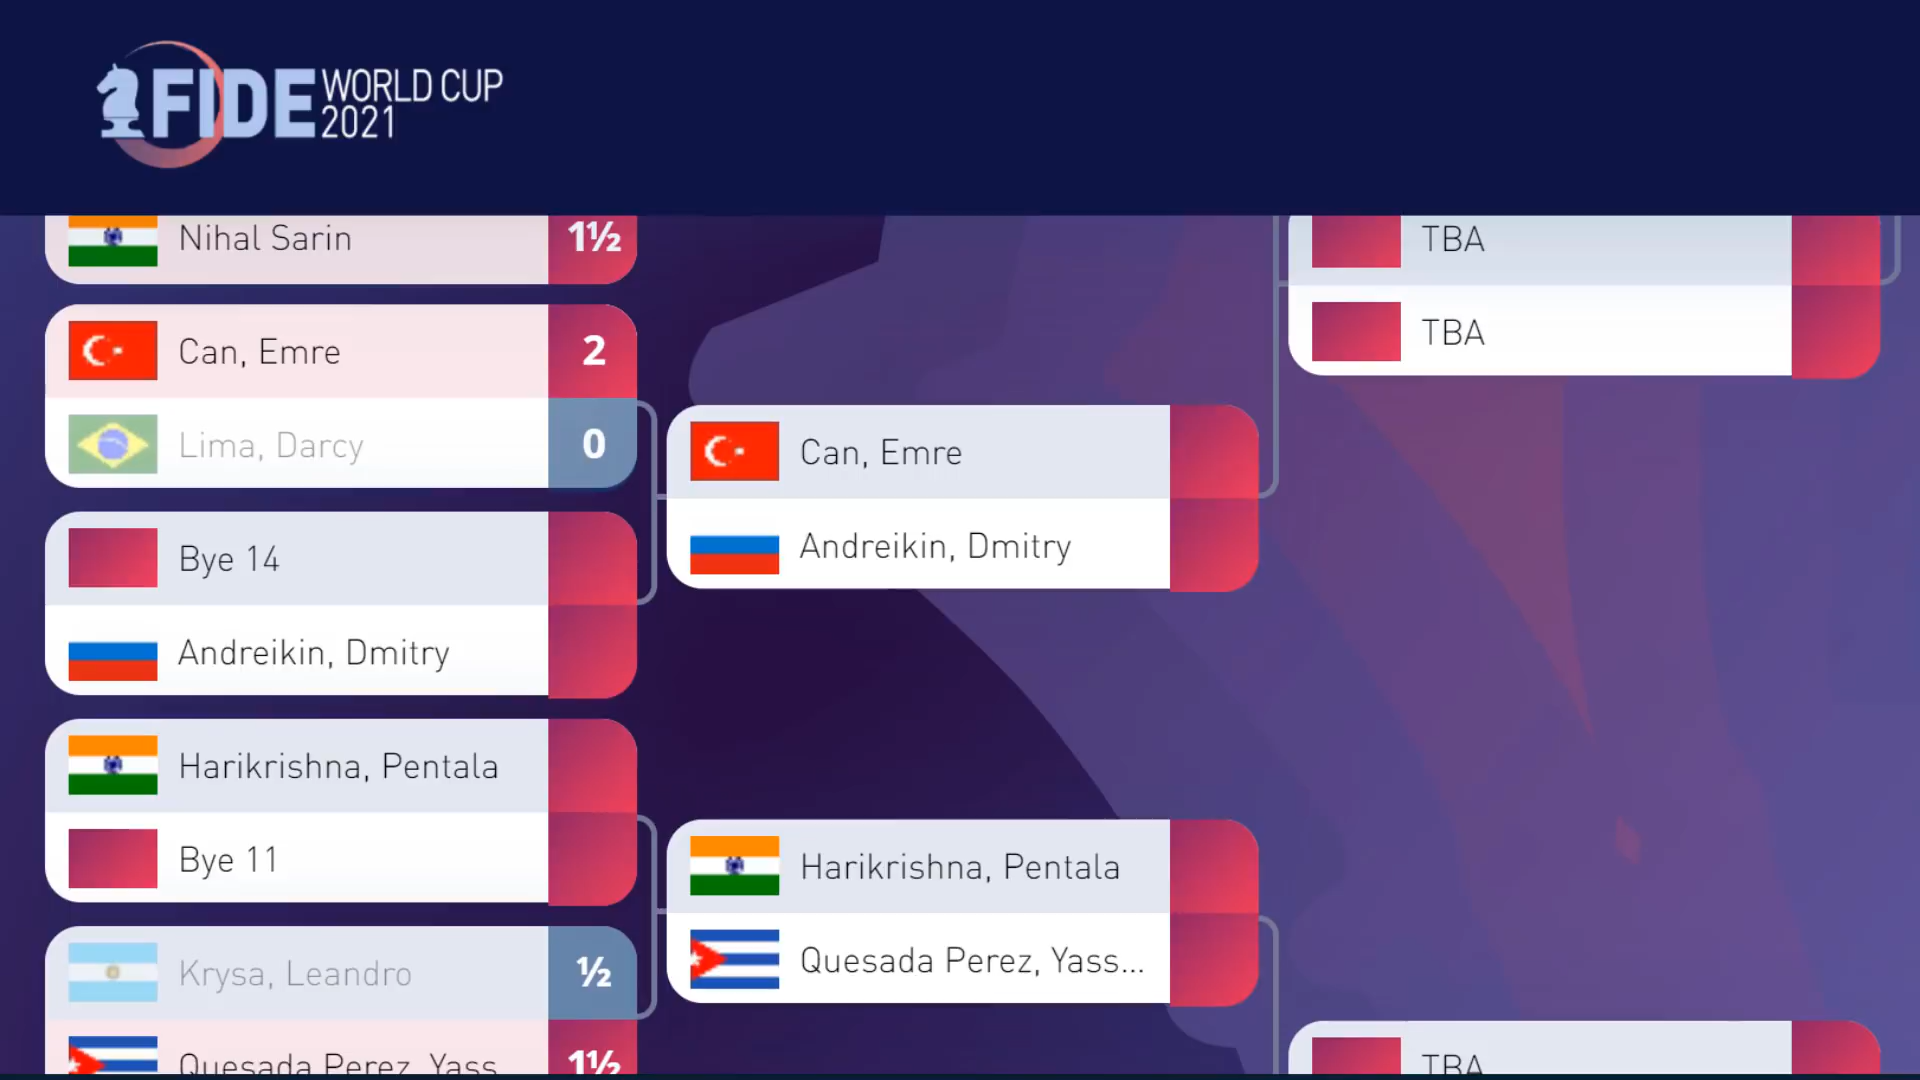 FIDE WORLD CUP
2021
Nihal Sarin 1½
Can, Emre 2
Lima, Darcy 0
Bye 14
Andreikin, Dmitry
Harikrishna, Pentala
Bye 11
Krysa, Leandro ½
Quesada Perez, Yass 1½
Can, Emre
Andreikin, Dmitry
Harikrishna, Pentala
Quesada Perez, Yass...
TBA
TBA
TBA